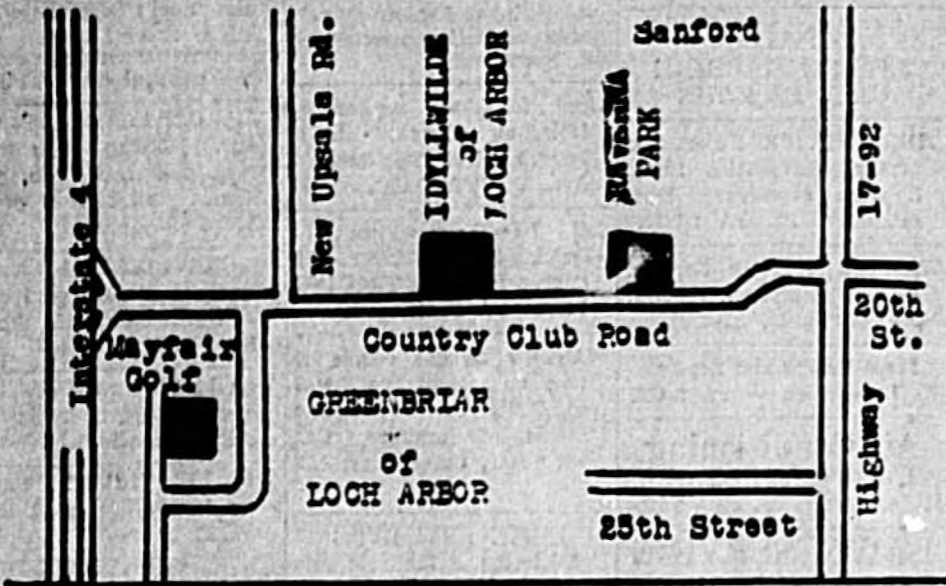 Sanford
New Upsala Rd.
IDYLLWILDE
of
LOCH ARBOR
RAVENNA
PARK
17-92
Interstate 4
Mayfair
Golf
Country Club Road
20th
St.
GREENBRIAR
of
LOCH ARBOR
Highway
25th Street